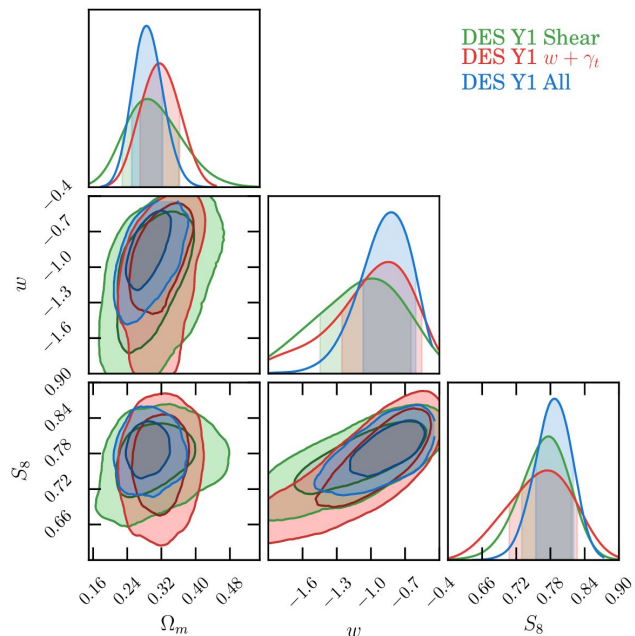 DES Y1 Shear
DES Y1 w + γt
DES Y1 All
−0.4
−0.7
−1.0
−1.3
−1.6
w
0.90
0.84
0.78
0.72
0.66
S8
0.16 0.24 0.32 0.40 0.48
−1.6 −1.3 −1.0 −0.7 −0.4
0.66 0.72 0.78 0.84 0.90
Ωm w S8